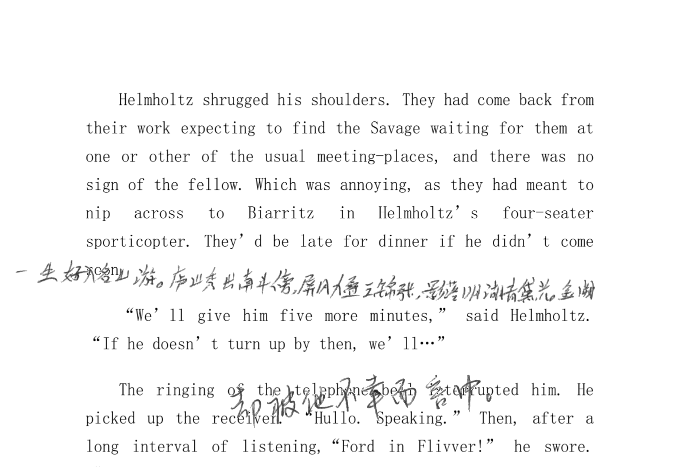 Helmholtz shrugged his shoulders. They had come back from
their work expecting to find the Savage waiting for them at
one or other of the usual meeting-places, and there was no
sign of the fellow. Which was annoying, as they had meant to
nip across to Biarritz in Helmholtz’s four-seater
sporticopter. They’d be late for dinner if he didn’t come
soon.
一生好入名山游。庐山秀出南斗傍,屏风九叠云锦张,影落明湖青黛光。金阙
“We’ll give him five more minutes,” said Helmholtz.
“If he doesn’t turn up by then, we’ll…”
The ringing of the telephone bell interrupted him. He
却被他不幸而言中。
picked up the receiver. “Hullo. Speaking.” Then, after a
long interval of listening, “Ford in Flivver!” he swore.